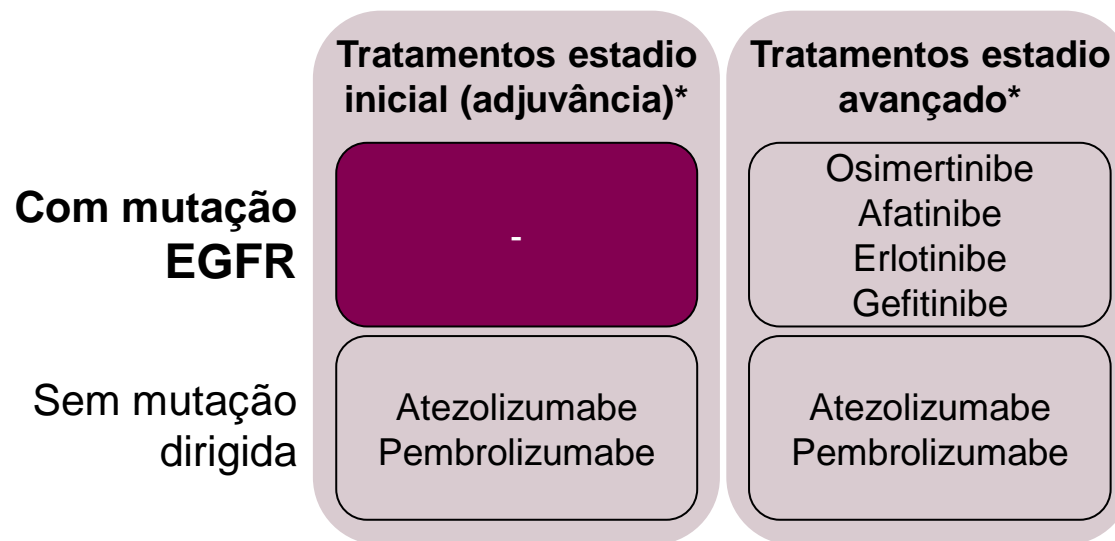 Tratamentos estadio
inicial (adjuvância)*
Tratamentos estadio
avançado*
Com mutação
EGFR
-
Osimertinibe
Afatinibe
Erlotinibe
Gefitinibe
Sem mutação
dirigida
Atezolizumabe
Pembrolizumabe
Atezolizumabe
Pembrolizumabe